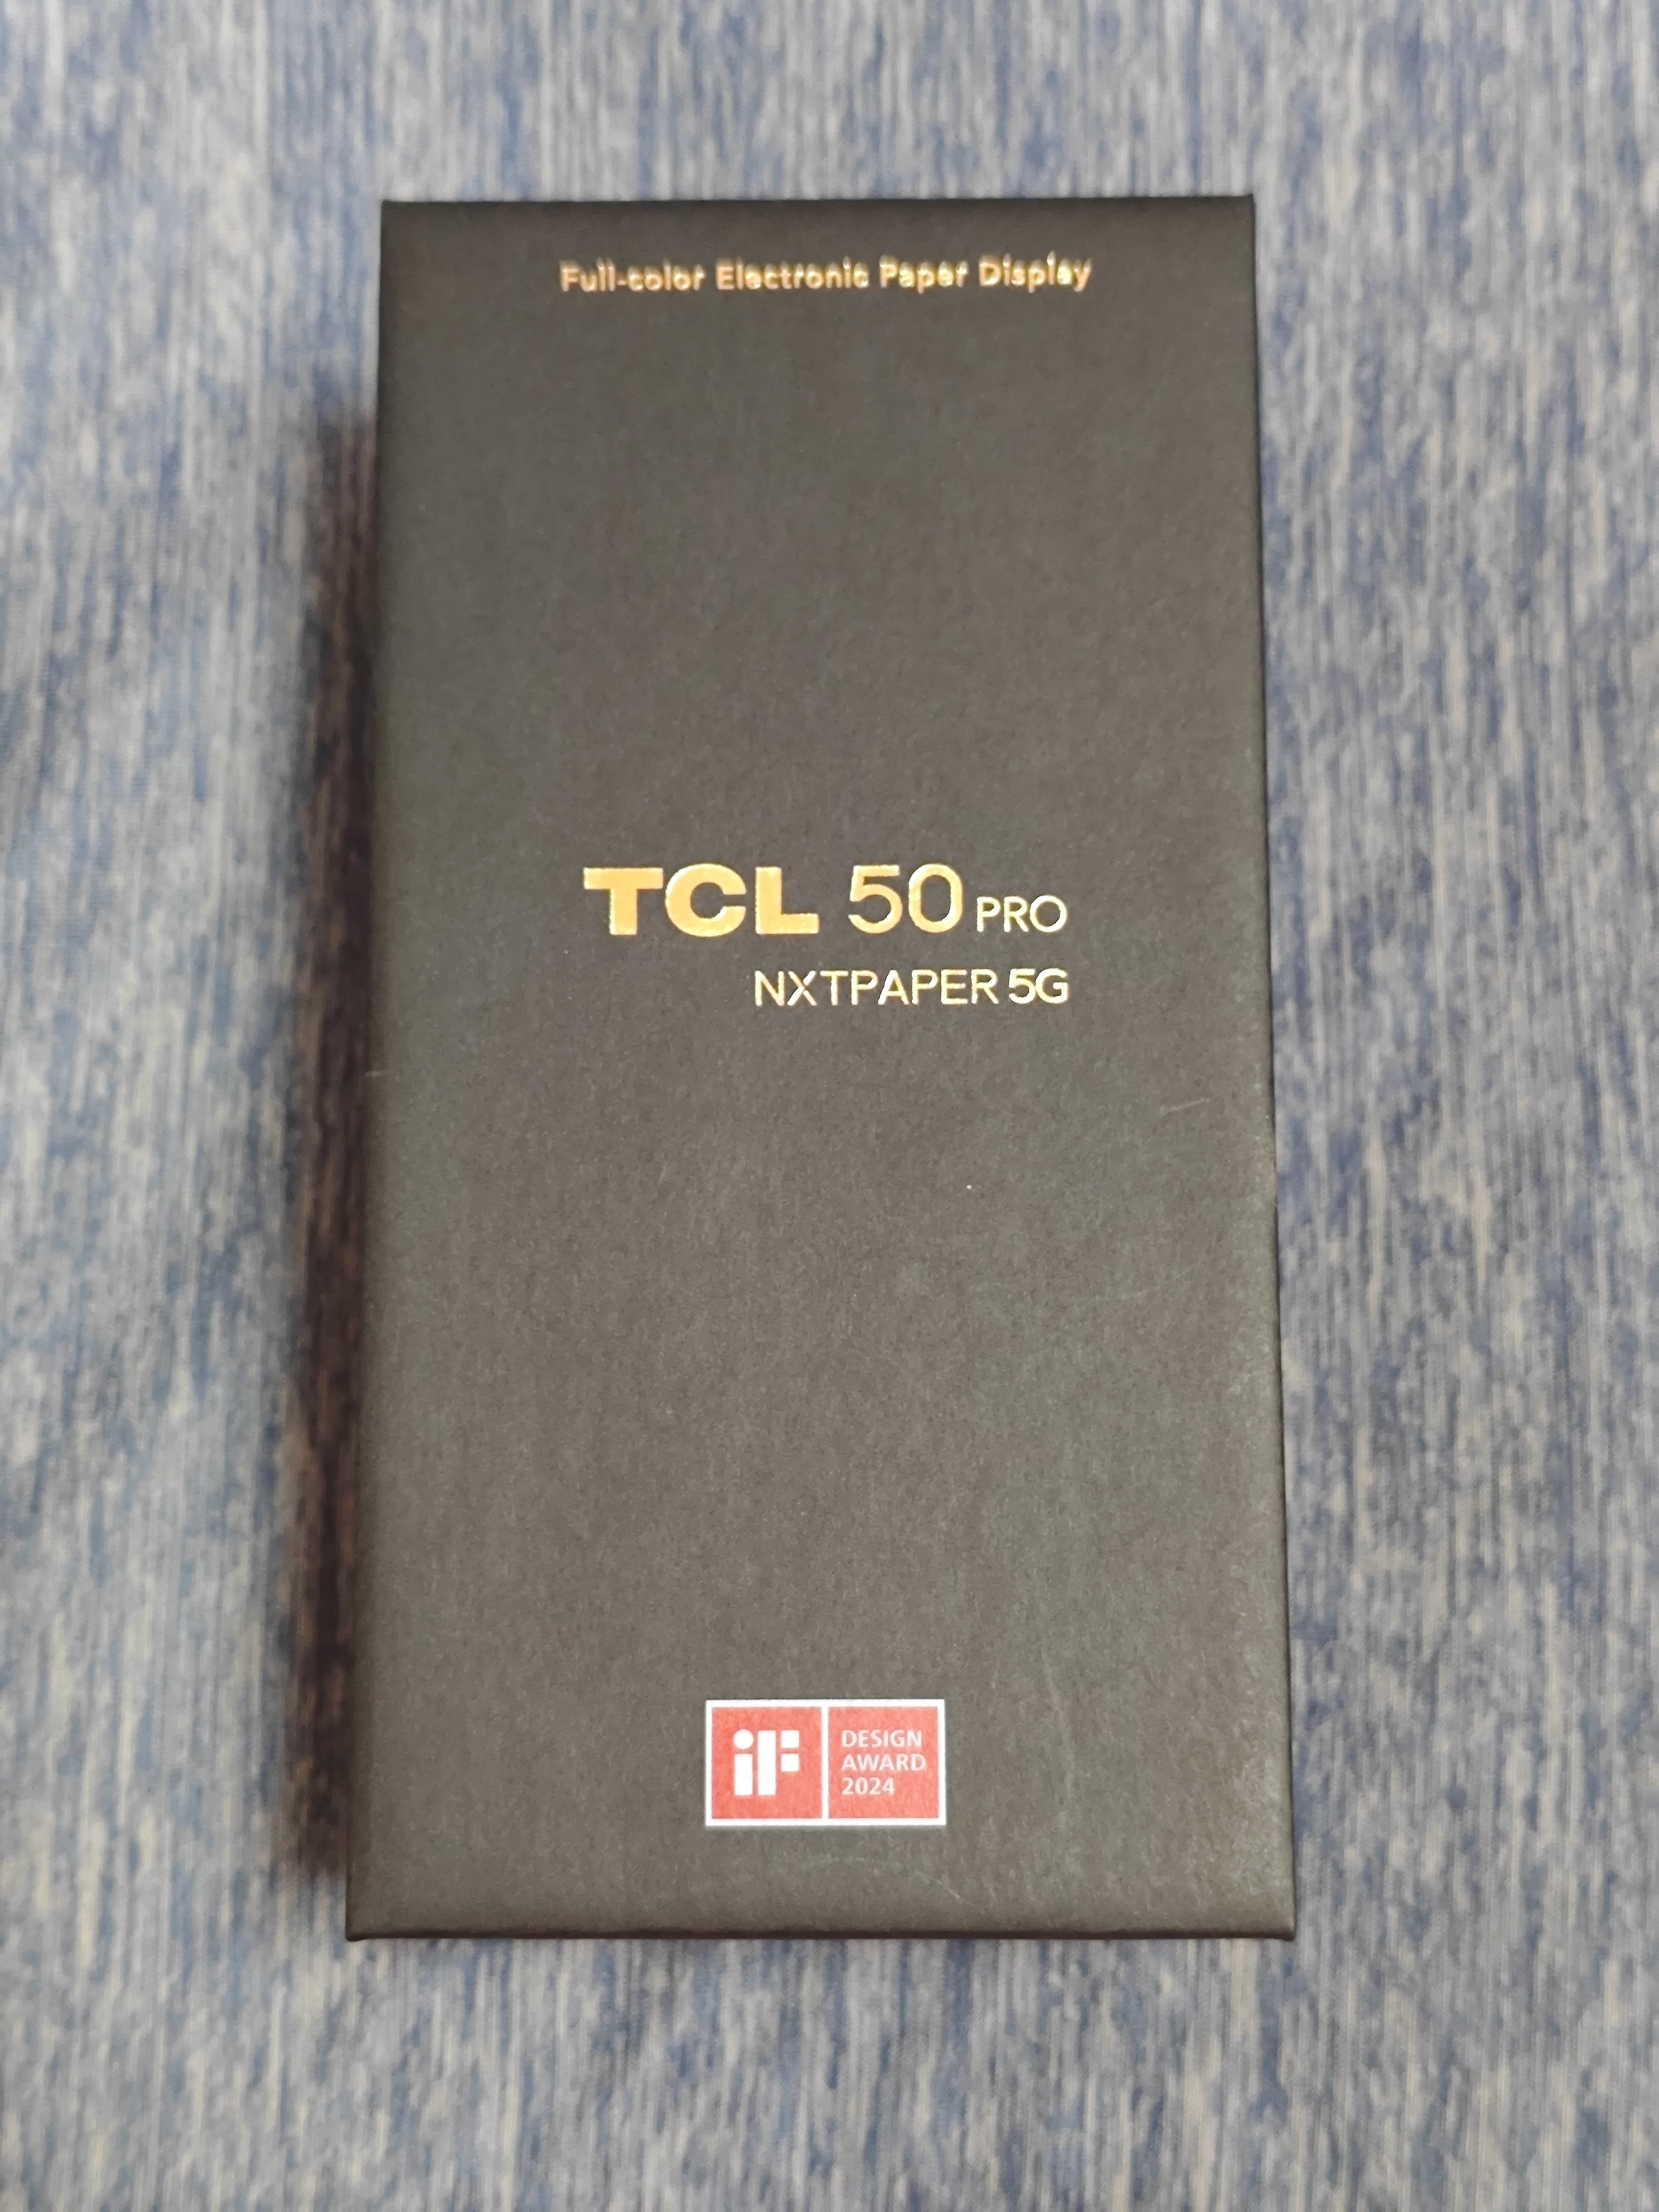 Full-color Electronic Paper Display
TCL 50 PRO
NXTPAPER 5G
iF
DESIGN
AWARD
2024